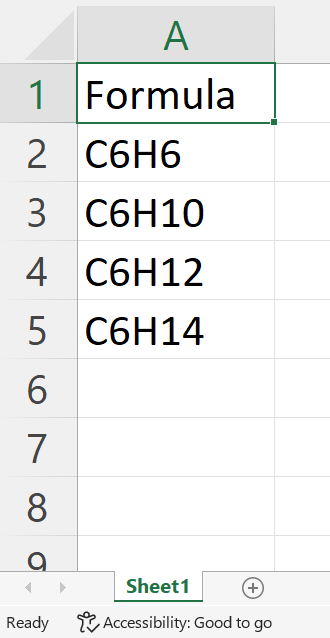 A
1 Formula
2 C6H6
3 C6H10
4 C6H12
5 C6H14
6
7
8
9
Sheet1
Ready Accessibility: Good to go